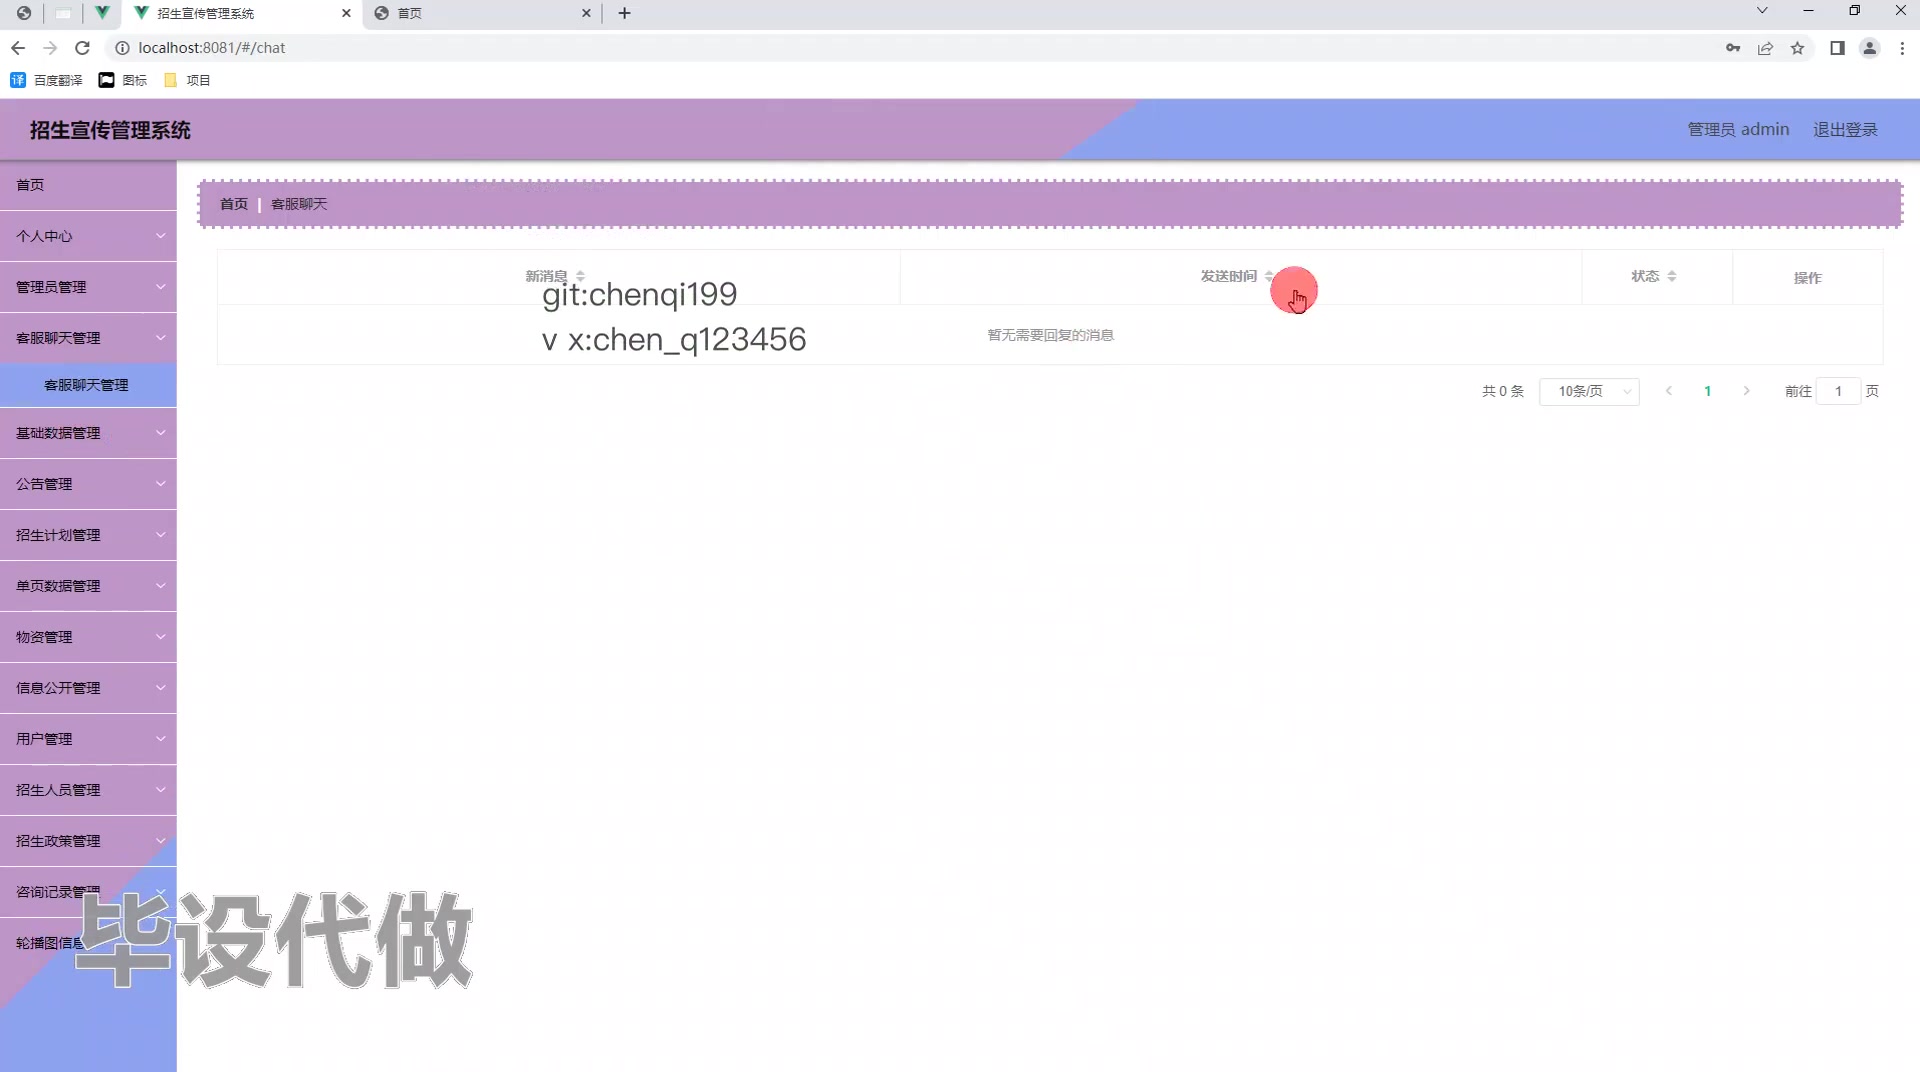 招生宣传管理系统
首页
localhost:8081/#/chat
百度翻译
图标
项目
招生宣传管理系统
管理员 admin
退出登录
首页
个人中心
管理员管理
客服聊天管理
客服聊天管理
基础数据管理
公告管理
招生计划管理
单页数据管理
物资管理
信息公开管理
用户管理
招生人员管理
招生政策管理
咨询记录管理
轮播图信息
首页 | 客服聊天
新消息
发送时间
状态
操作
git:chenqi199
v x:chen_q123456
暂无需要回复的消息
共 0 条
10条/页
1
前往 1 页
毕设代做